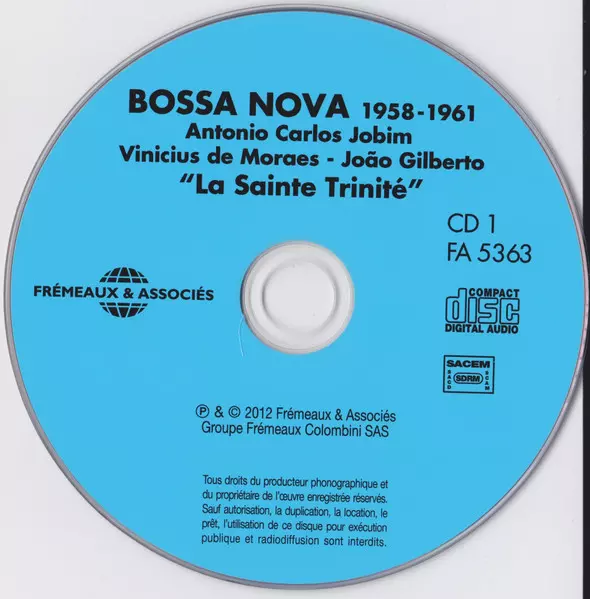 BOSSA NOVA 1958-1961
Antonio Carlos Jobim
Vinicius de Moraes - João Gilberto
“La Sainte Trinité”
CD 1
FA 5363
FRÉMEAUX & ASSOCIÉS
COMPACT
disc
DIGITAL AUDIO
SACEM
SACD
SDRM
SCAM
℗ & © 2012 Frémeaux & Associés
Groupe Frémeaux Colombini SAS
Tous droits du producteur phonographique et
du propriétaire de l’œuvre enregistrée réservés.
Sauf autorisation, la duplication, la location, le
prêt, l’utilisation de ce disque pour exécution
publique et radiodiffusion sont interdits.